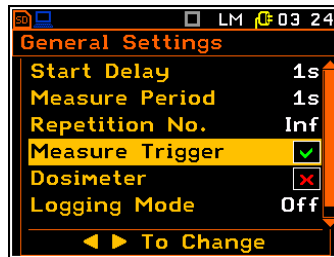 SD LM 03 24
General Settings
Start Delay 1s
Measure Period 1s
Repetition No. Inf
Measure Trigger
Dosimeter
Logging Mode Off
To Change